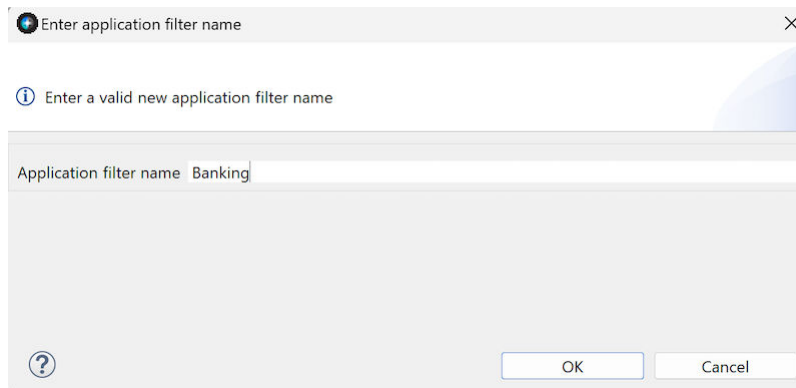 Enter application filter name
Enter a valid new application filter name
Application filter name Banking
OK Cancel